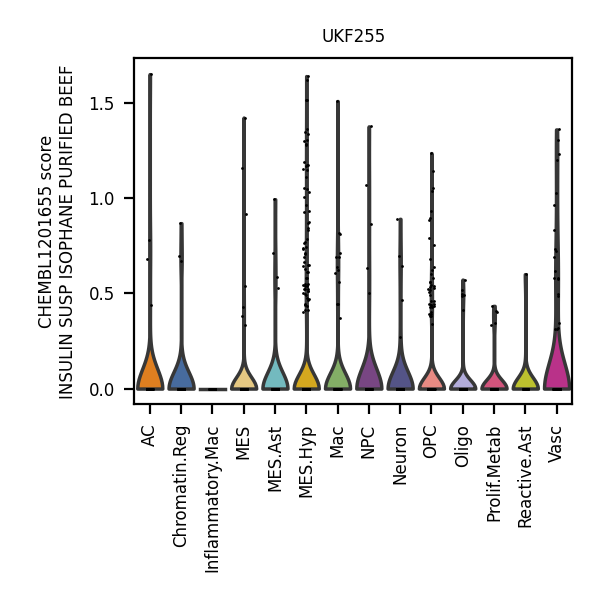 UKF255
CHEMBL1201655 score
INSULIN SUSP ISOPHANE PURIFIED BEEF
1.5
1.0
0.5
0.0
AC
Chromatin.Reg
Inflammatory.Mac
MES
MES.Ast
MES.Hyp
Mac
NPC
Neuron
OPC
Oligo
Prolif.Metab
Reactive.Ast
Vasc